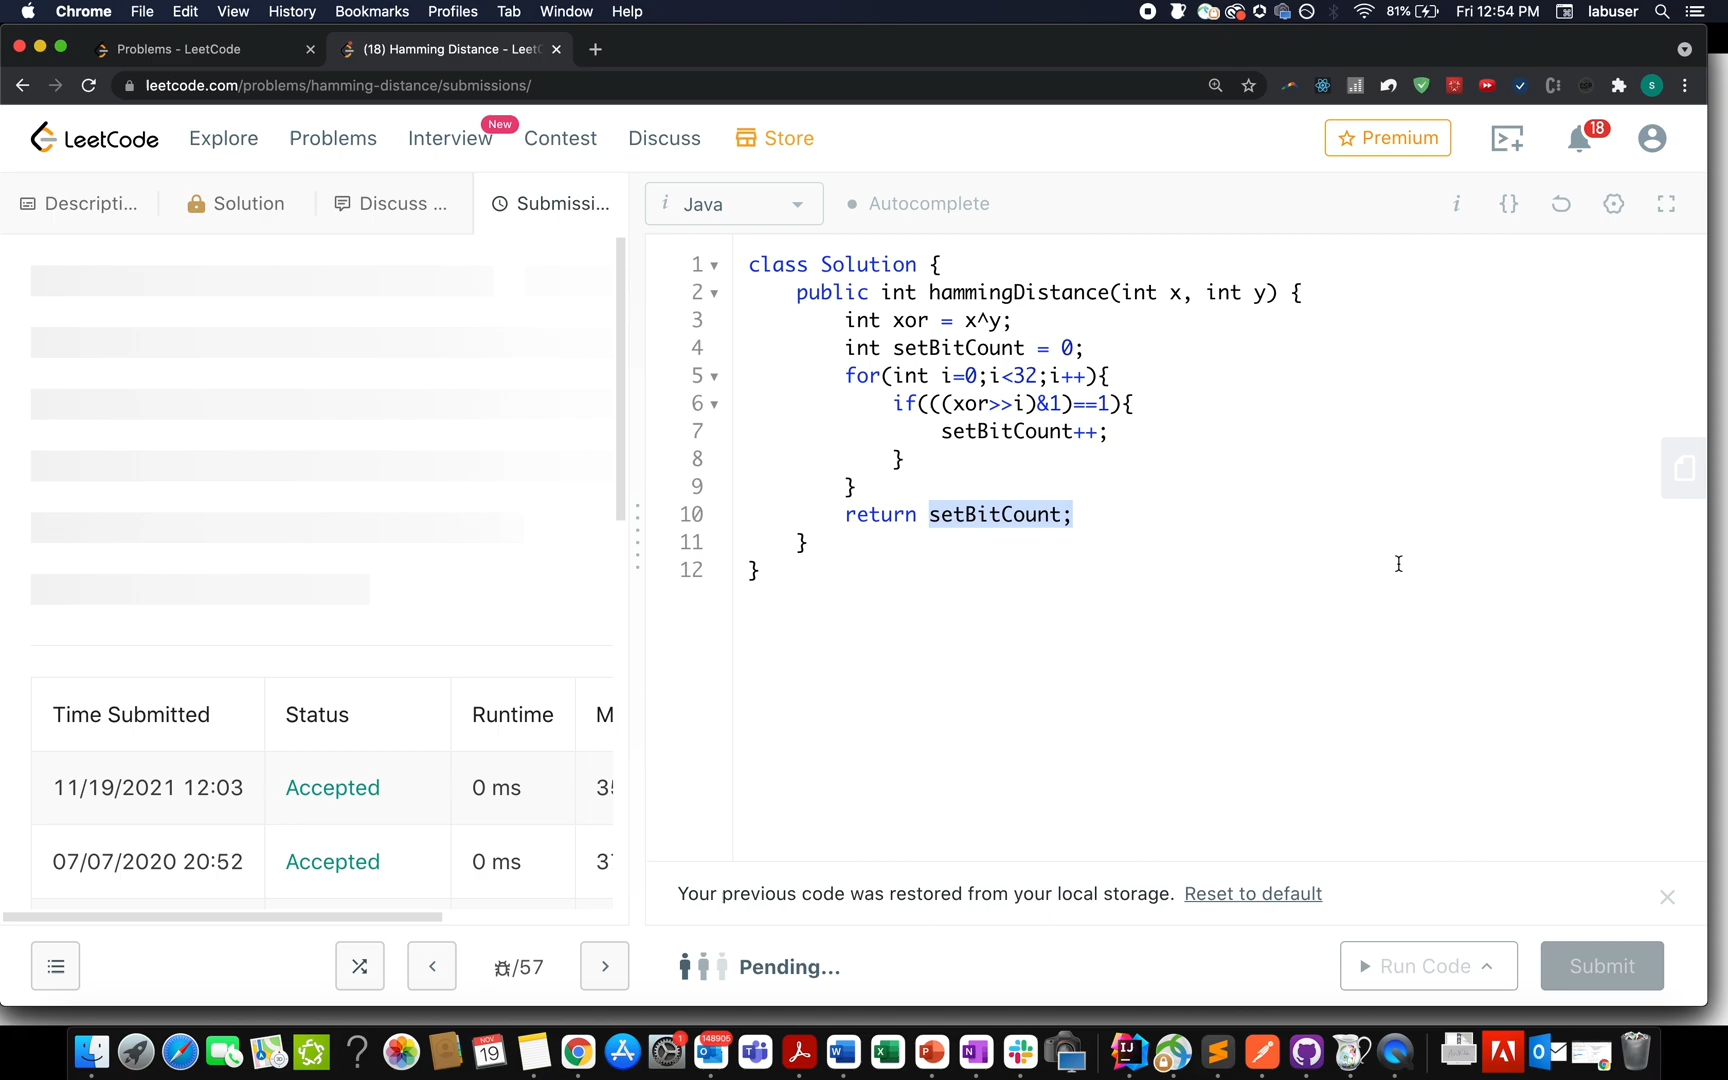 Chrome File Edit View History Bookmarks Profiles Tab Window Help 81% Fri 12:54 PM labuser
Problems - LeetCode (18) Hamming Distance - Leet
leetcode.com/problems/hamming-distance/submissions/ S
LeetCode Explore Problems Interview New Contest Discuss Store Premium 18
Descripti... Solution Discuss ... Submissi... i Java Autocomplete i {}
1 class Solution {
2 public int hammingDistance(int x, int y) {
3 int xor = x^y;
4 int setBitCount = 0;
5 for(int i=0;i<32;i++){
6 if(((xor>>i)&1)==1){
7 setBitCount++;
8 }
9 }
10 return setBitCount;
11 }
12 }
Time Submitted Status Runtime M
11/19/2021 12:03 Accepted 0 ms
07/07/2020 20:52 Accepted 0 ms
Your previous code was restored from your local storage. Reset to default
/57 Pending... Run Code Submit
NOV 19 1 148905